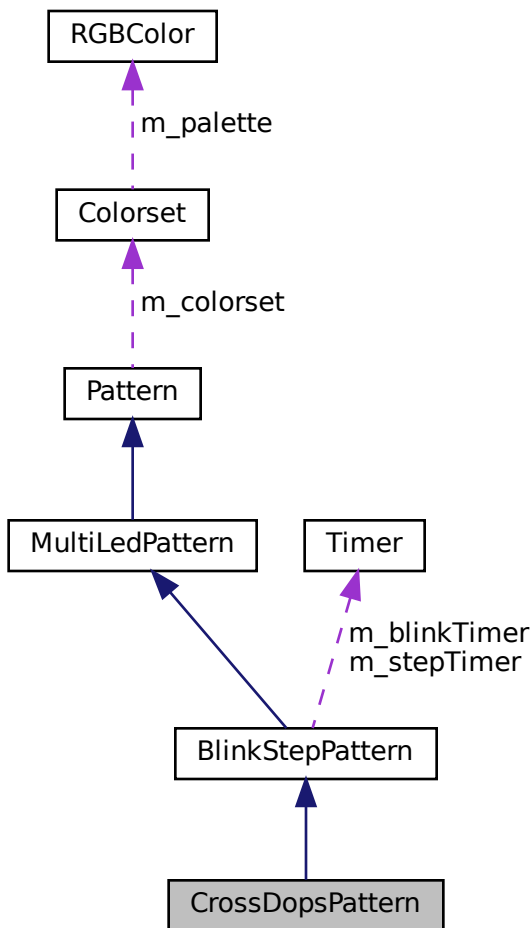 RGBColor
m_palette
Colorset
m_colorset
Pattern
MultiLedPattern
Timer
m_blinkTimer
m_stepTimer
BlinkStepPattern
CrossDopsPattern